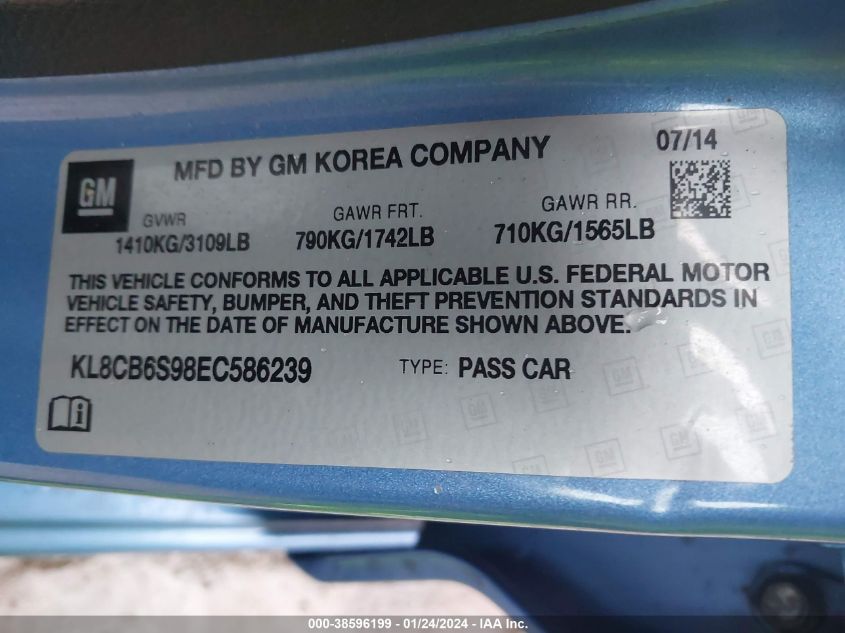 MFD BY GM KOREA COMPANY
07/14
GM
GVWR
GAWR FRT.
GAWR RR.
1410KG/3109LB
790KG/1742LB
710KG/1565LB
THIS VEHICLE CONFORMS TO ALL APPLICABLE U.S. FEDERAL MOTOR
VEHICLE SAFETY, BUMPER, AND THEFT PREVENTION STANDARDS IN
EFFECT ON THE DATE OF MANUFACTURE SHOWN ABOVE.
KL8CB6S98EC586239
TYPE: PASS CAR
000-38596199 - 01/24/2024 - IAA Inc.